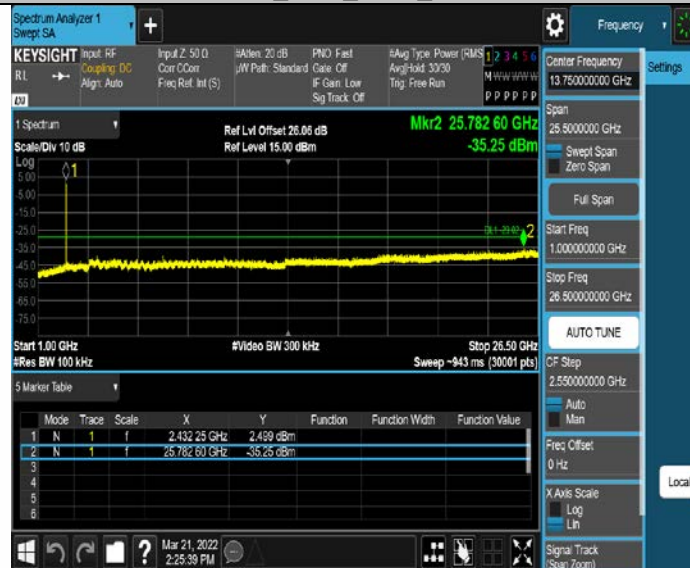 Spectrum Analyzer 1
Swept SA
+
Frequency
KEYSIGHT
Input: RF
Coupling: DC
Align: Auto
Input Z: 50 Ω
Corr CCorr
Freq Ref: Int (S)
#Atten: 20 dB
µW Path: Standard
PNO: Fast
Gate: Off
IF Gain: Low
Sig Track: Off
#Avg Type: Power (RMS)
Avg|Hold: 30/30
Trig: Free Run
1 2 3 4 5 6
M W W W W W
P P P P P P
RL
1 Spectrum
Scale/Div 10 dB
Ref Lvl Offset 26.06 dB
Ref Level 15.00 dBm
Mkr2 25.782 60 GHz
-35.25 dBm
Log
5.00
-5.00
-15.0
-25.0
-35.0
-45.0
-55.0
-65.0
-75.0
1
2
Start 1.00 GHz
#Res BW 100 kHz
#Video BW 300 kHz
Stop 26.50 GHz
Sweep ~943 ms (30001 pts)
5 Marker Table
Mode Trace Scale X Y Function Function Width Function Value
1 N 1 f 2.432 25 GHz 2.499 dBm
2 N 1 f 25.782 60 GHz -35.25 dBm
3
4
5
6
Mar 21, 2022
2:25:39 PM
?
Center Frequency
13.750000000 GHz
Settings
Span
25.5000000 GHz
Swept Span
Zero Span
Full Span
Start Freq
1.000000000 GHz
Stop Freq
26.500000000 GHz
AUTO TUNE
CF Step
2.550000000 GHz
Auto
Man
Freq Offset
0 Hz
X Axis Scale
Log
Lin
Local
Signal Track
(Span Zoom)